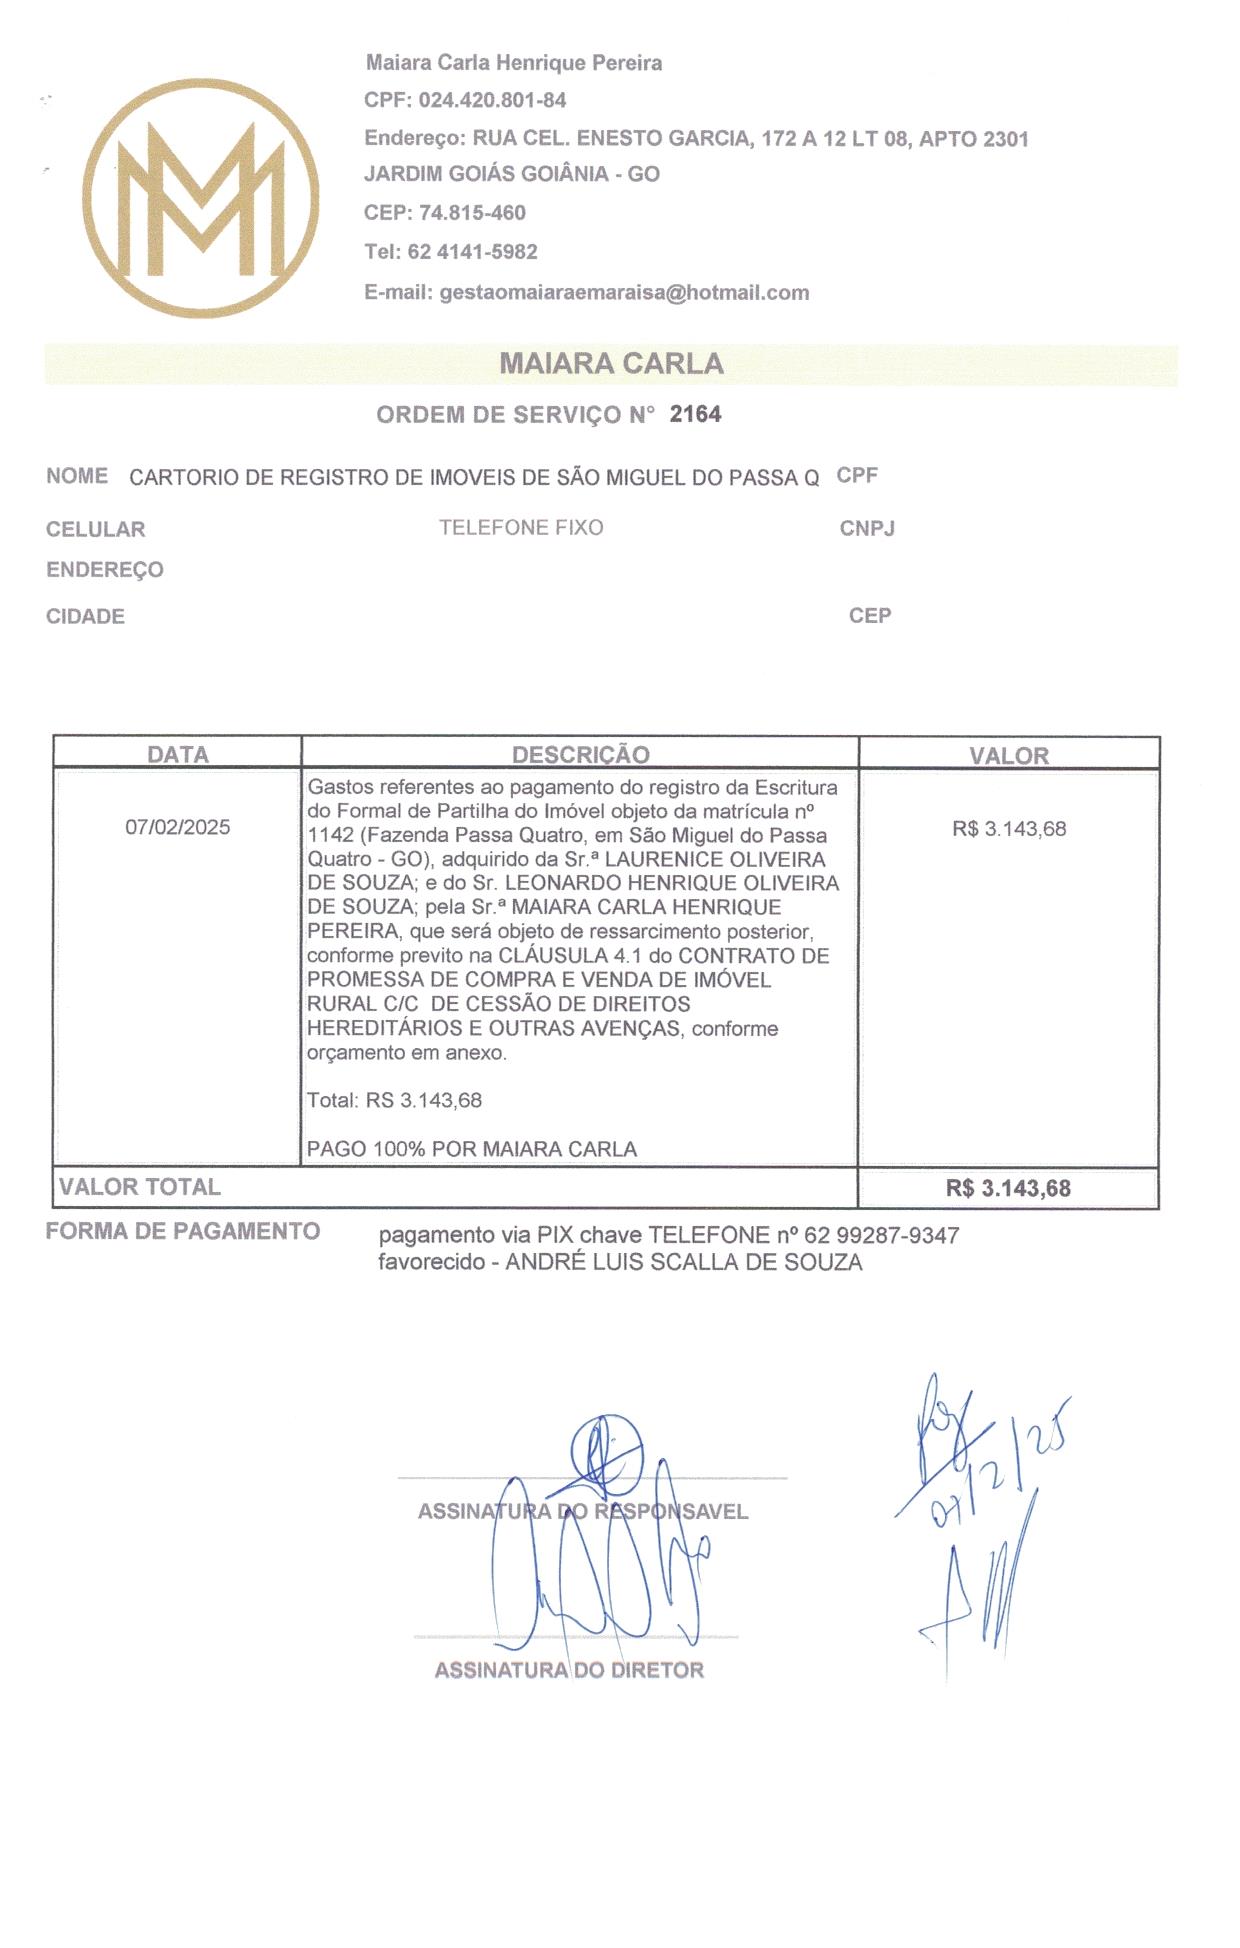 Maiara Carla Henrique Pereira
CPF: 024.420.801-84
Endereço: RUA CEL. ENESTO GARCIA, 172 A 12 LT 08, APTO 2301
JARDIM GOIÁS GOIÂNIA - GO
CEP: 74.815-460
Tel: 62 4141-5982
E-mail: gestaomaiaraemaraisa@hotmail.com
MAIARA CARLA
ORDEM DE SERVIÇO N° 2164
NOME CARTORIO DE REGISTRO DE IMOVEIS DE SÃO MIGUEL DO PASSA Q CPF
CELULAR TELEFONE FIXO CNPJ
ENDEREÇO
CIDADE CEP
DATA DESCRIÇÃO VALOR
Gastos referentes ao pagamento do registro da Escritura
do Formal de Partilha do Imóvel objeto da matrícula nº
07/02/2025 1142 (Fazenda Passa Quatro, em São Miguel do Passa R$ 3.143,68
Quatro - GO), adquirido da Sr.ª LAURENICE OLIVEIRA
DE SOUZA; e do Sr. LEONARDO HENRIQUE OLIVEIRA
DE SOUZA; pela Sr.ª MAIARA CARLA HENRIQUE
PEREIRA, que será objeto de ressarcimento posterior,
conforme previto na CLÁUSULA 4.1 do CONTRATO DE
PROMESSA DE COMPRA E VENDA DE IMÓVEL
RURAL C/C DE CESSÃO DE DIREITOS
HEREDITÁRIOS E OUTRAS AVENÇAS, conforme
orçamento em anexo.
Total: RS 3.143,68
PAGO 100% POR MAIARA CARLA
VALOR TOTAL R$ 3.143,68
FORMA DE PAGAMENTO pagamento via PIX chave TELEFONE nº 62 99287-9347
favorecido - ANDRÉ LUIS SCALLA DE SOUZA
07/2/25
ASSINATURA DO RESPONSAVEL
ASSINATURA DO DIRETOR